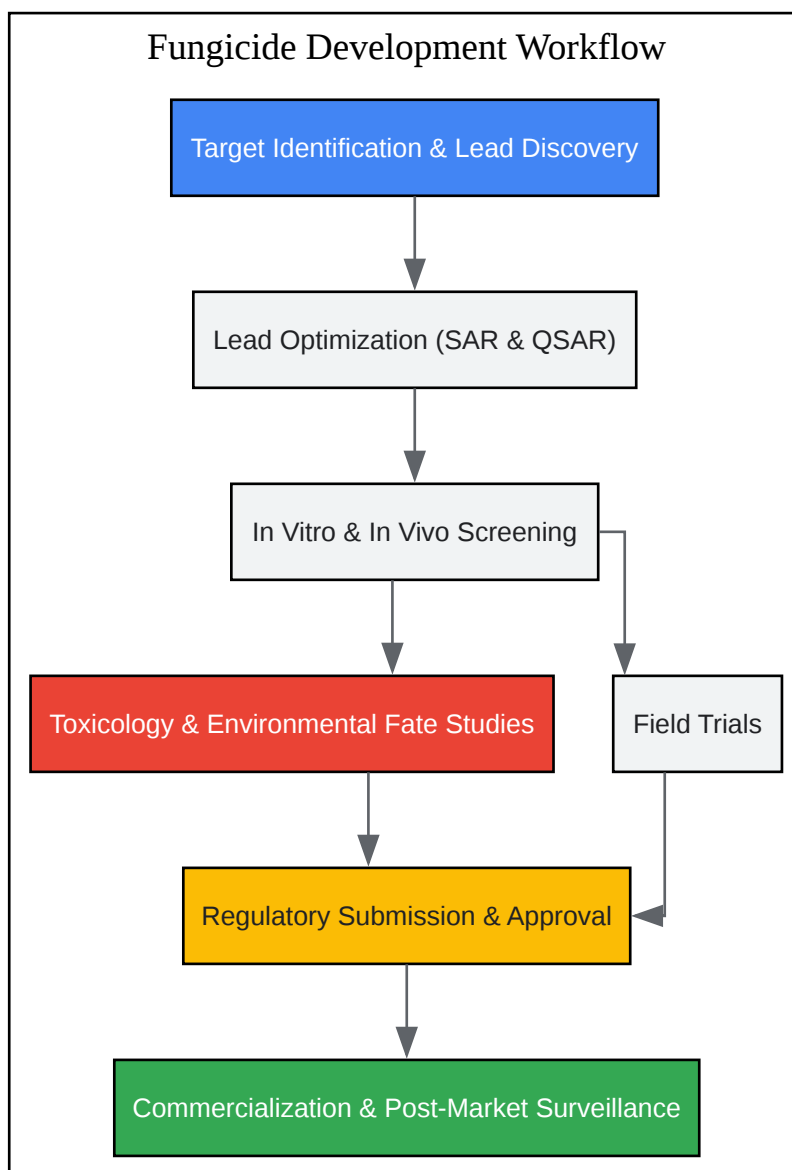 Fungicide Development Workflow
Target Identification & Lead Discovery
Lead Optimization (SAR & QSAR)
In Vitro & In Vivo Screening
Toxicology & Environmental Fate Studies
Field Trials
Regulatory Submission & Approval
Commercialization & Post-Market Surveillance